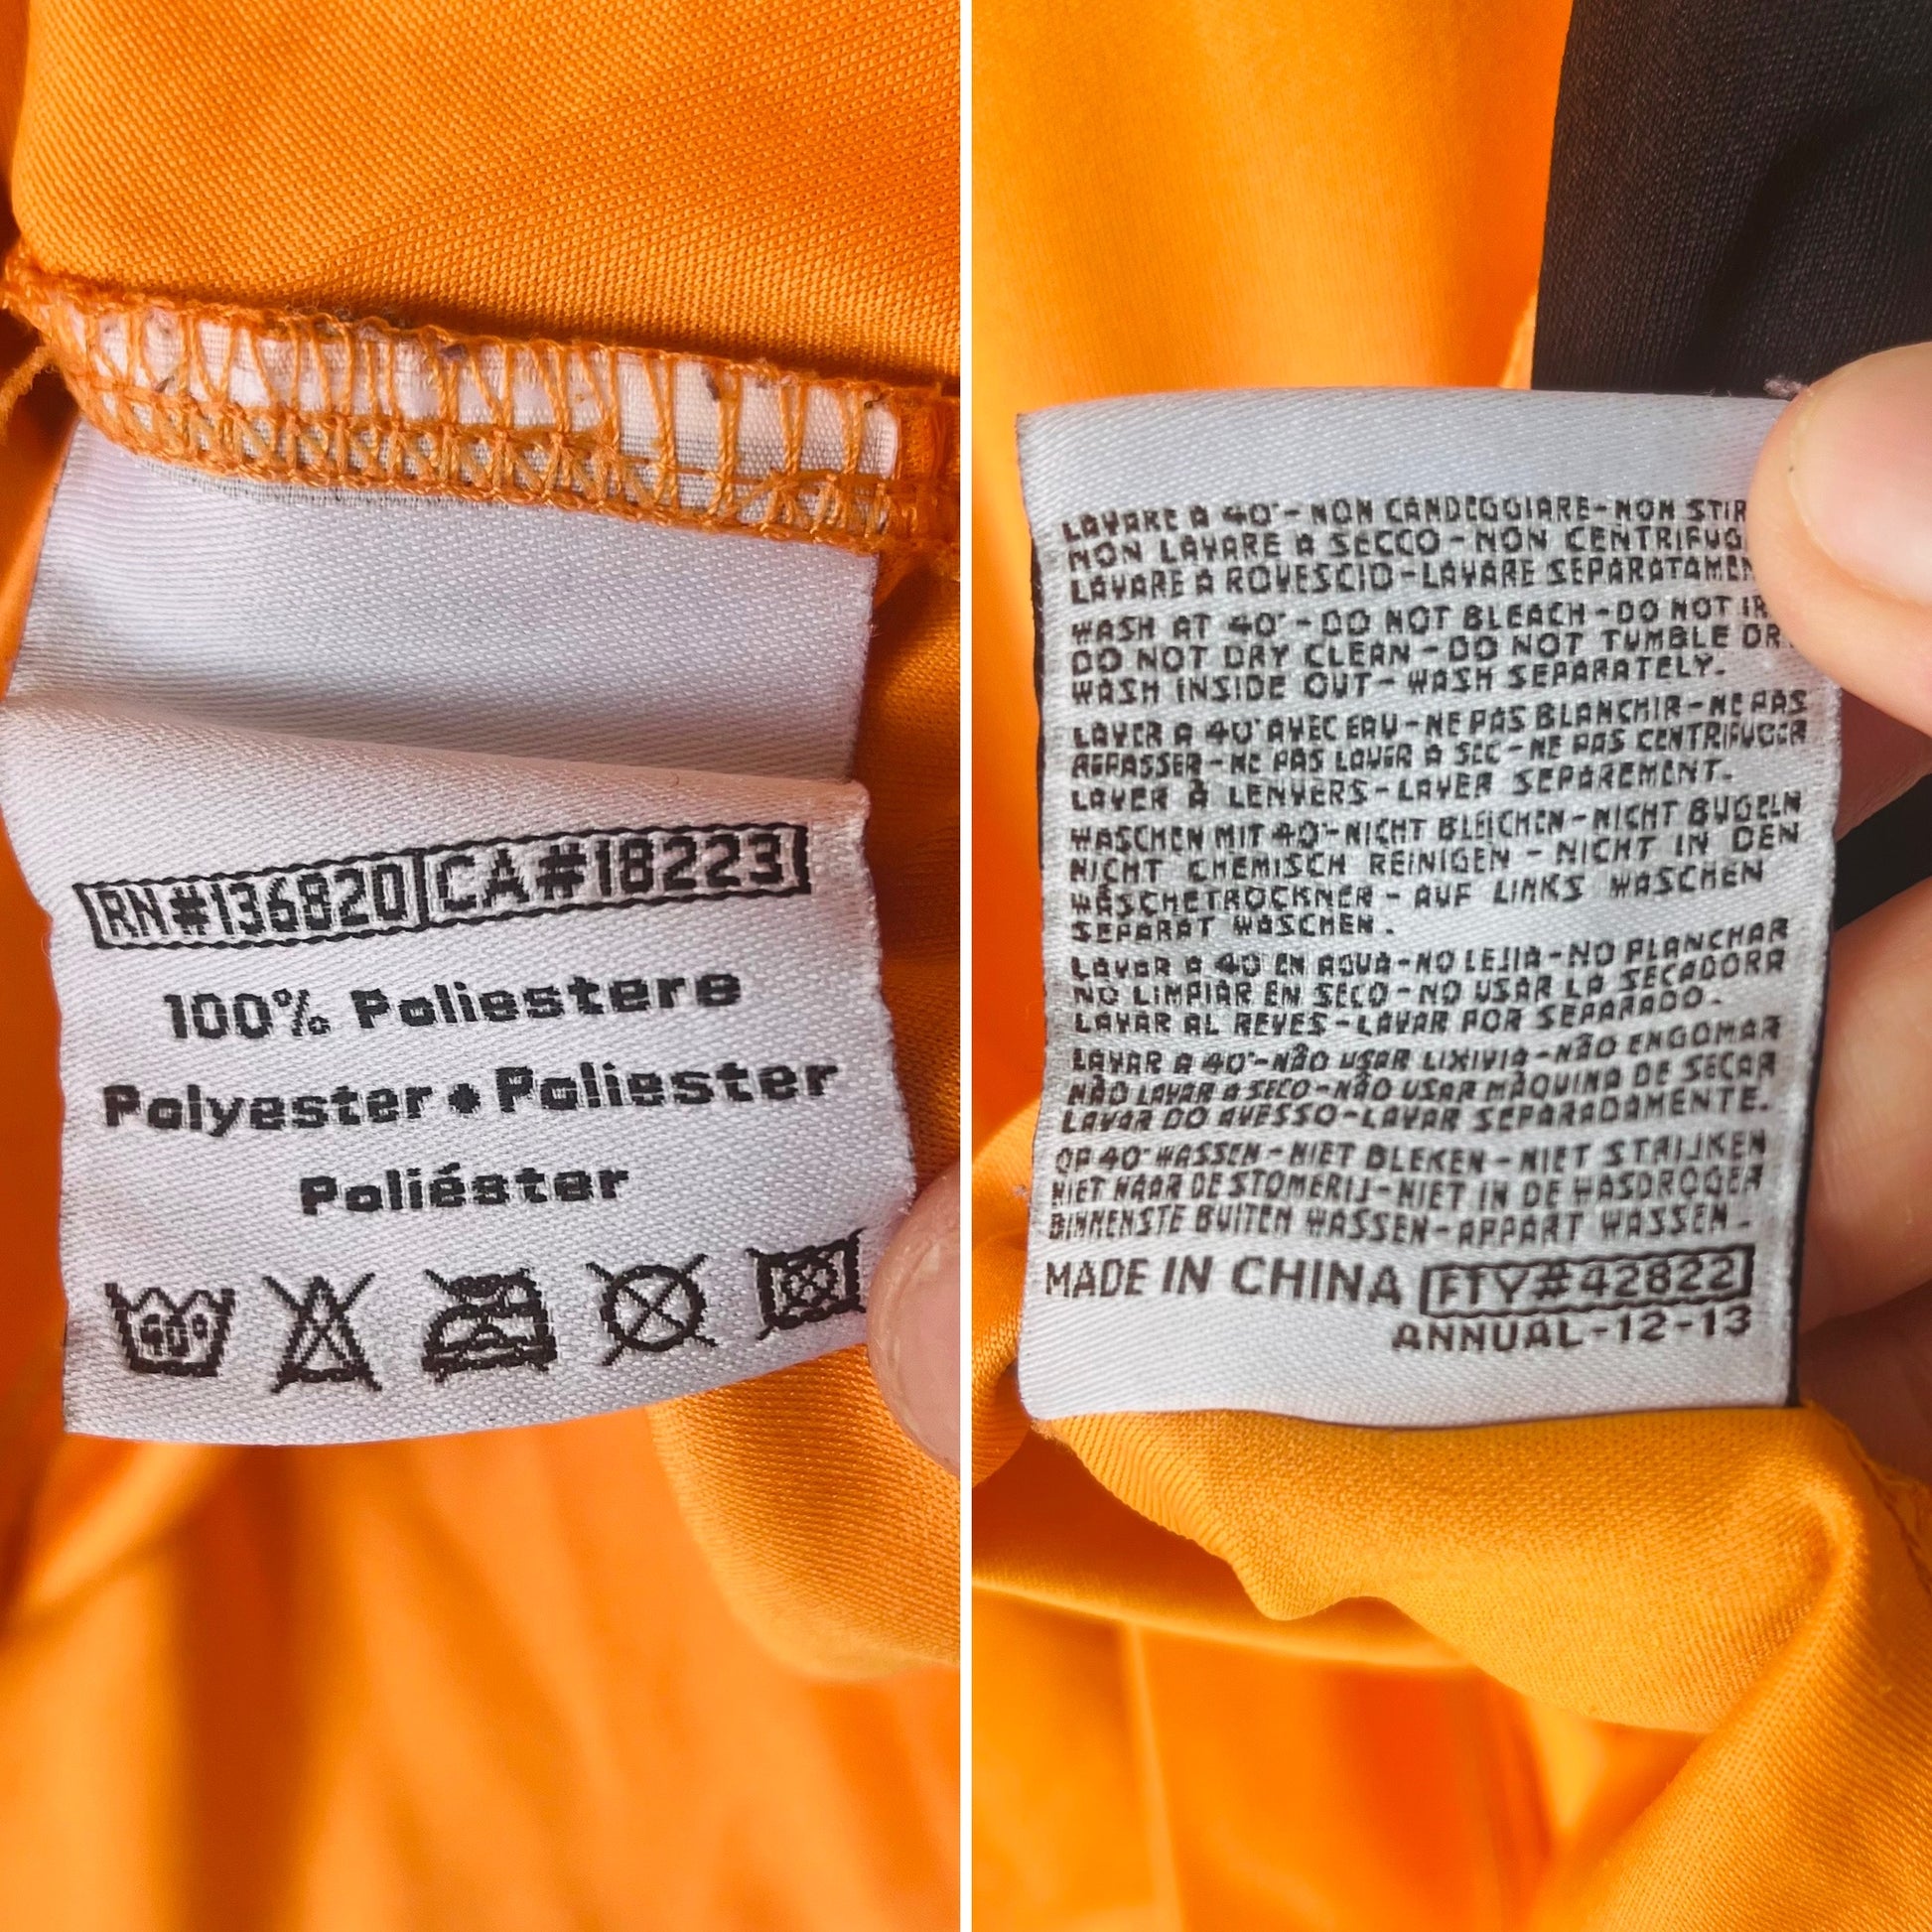 RN#136820 CA#18223
100% Poliestere
Polyester • Poliester
Poliéster
40°
LAVARE A 40°-NON CANDEGGIARE-NON STIR
NON LAVARE A SECCO-NON CENTRIFUG
LAVARE A ROVESCIO-LAVARE SEPARATAMEN
WASH AT 40°-DO NOT BLEACH-DO NOT IR
DO NOT DRY CLEAN-DO NOT TUMBLE DR
WASH INSIDE OUT-WASH SEPARATELY.
LAVER A 40°AVEC EAU-NE PAS BLANCHIR-NE PAS
REPASSER-NE PAS LAVER A SEC-NE PAS CENTRIFUGER
LAVER À LENVERS-LAVER SEPAREMENT.
WASCHEN MIT 40°-NICHT BLEICHEN-NICHT BUGELN
NICHT CHEMISCH REINIGEN-NICHT IN DEN
WÄSCHETROCKNER-AUF LINKS WASCHEN
SEPARAT WASCHEN.
LAVAR A 40 EN AGUA-NO LEJIA-NO PLANCHAR
NO LIMPIAR EN SECO-NO USAR LA SECADORA
LAVAR AL REVES-LAVAR POR SEPARADO.
LAVAR A 40°-NÃO USAR LIXIVIA-NÃO ENGOMAR
NÃO LAVAR A SECO-NÃO USAR MÀQUINA DE SECAR
LAVAR DO AVESSO-LAVAR SEPARADAMENTE.
OP 40°WASSEN-NIET BLEKEN-NIET STRIJKEN
NIET NAAR DE STOMERIJ-NIET IN DE WASDROGER
BINNENSTE BUITEN WASSEN-APPART WASSEN.
MADE IN CHINA FTY#42822
ANNUAL-12-13